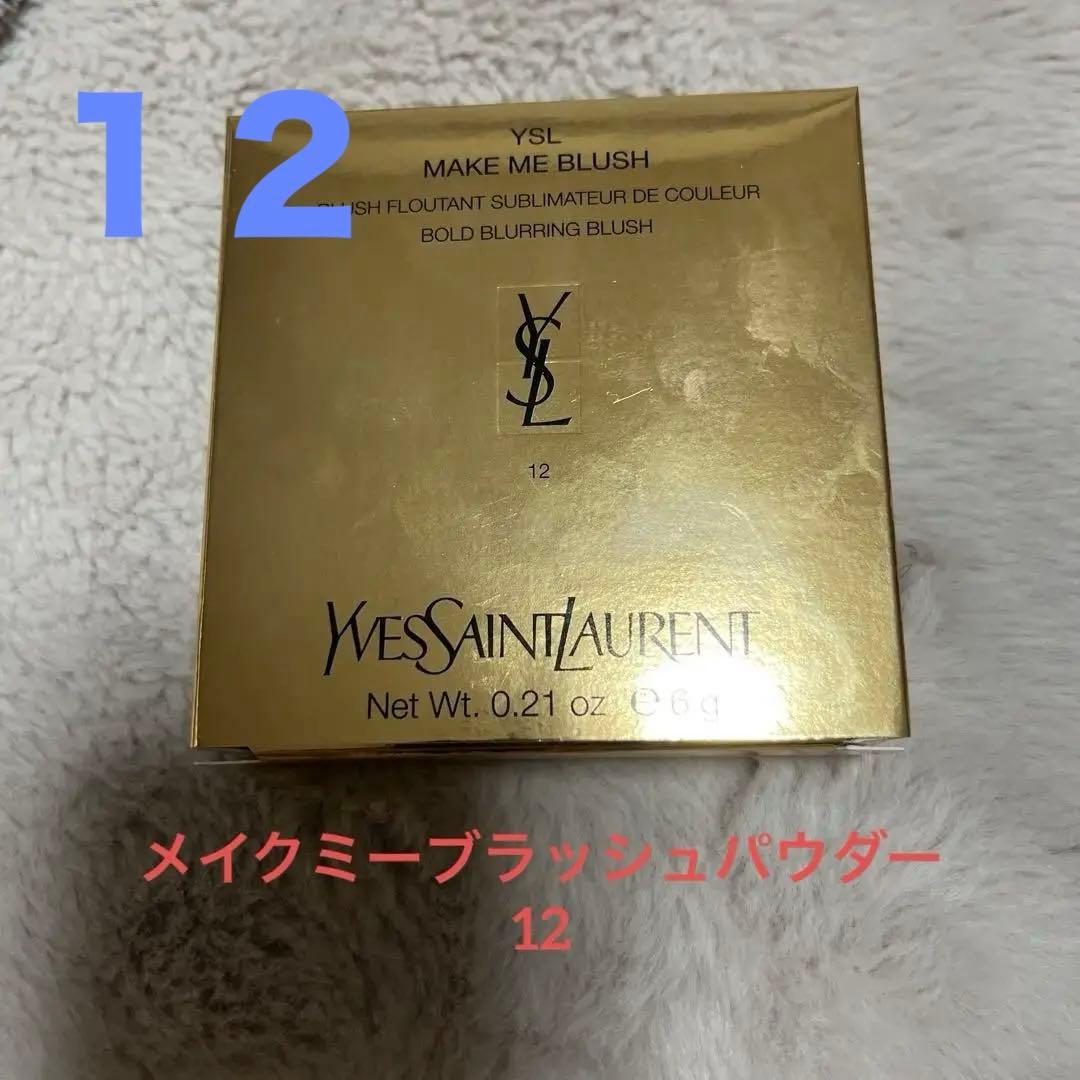 12
YSL
MAKE ME BLUSH
BLUSH FLOUTANT SUBLIMATEUR DE COULEUR
BOLD BLURRING BLUSH
YSL
12
YVESSAINTLAURENT
Net Wt. 0.21 oz ℮ 6 g
メイクミーブラッシュパウダー
12